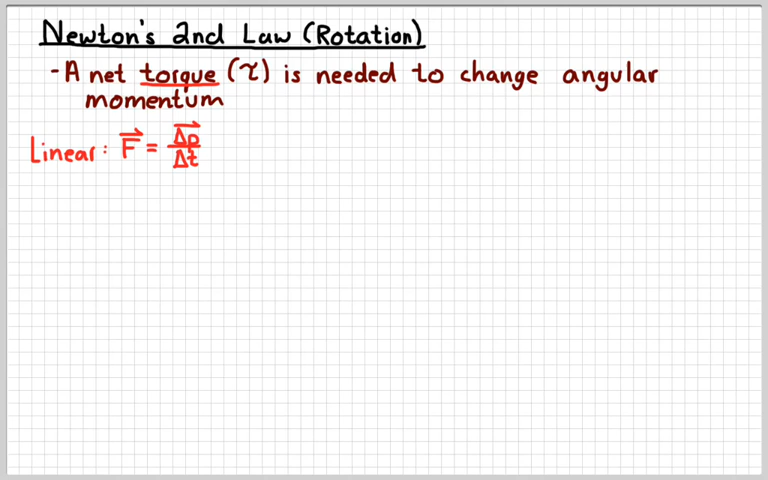 Newton's 2nd Law (Rotation)
-A net torque (τ) is needed to change angular
momentum
Linear: F⃗ = Δp⃗/Δt